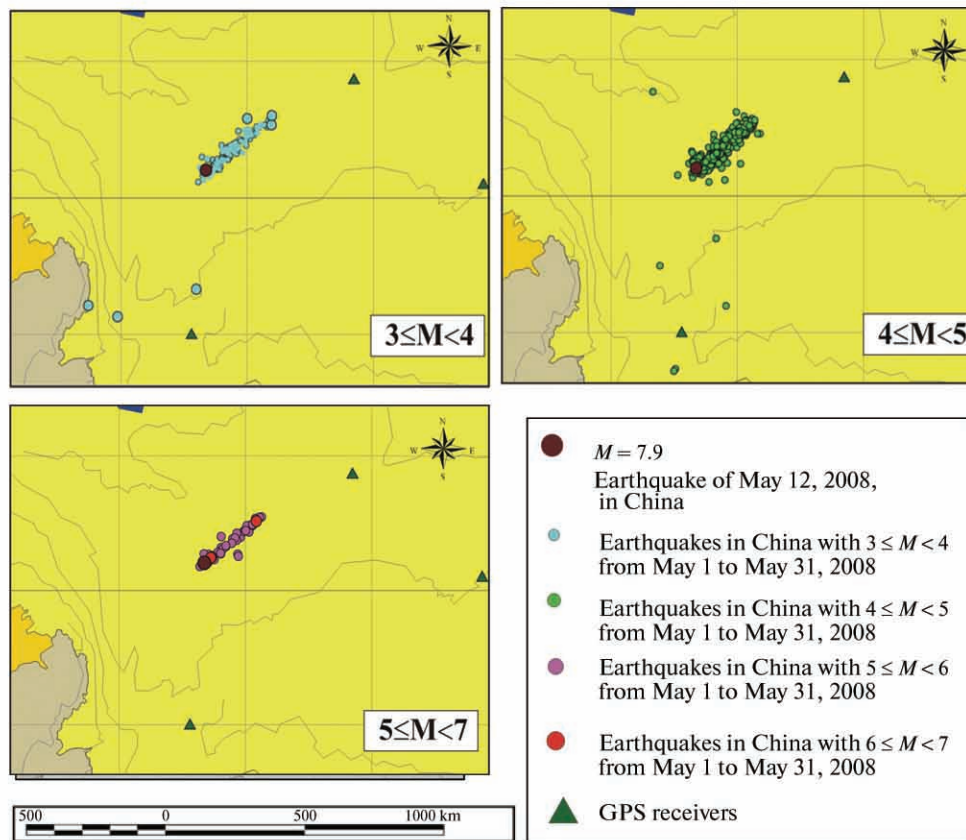 N
W E
S
3≤M<4
N
W E
S
4≤M<5
N
W E
S
5≤M<7
M = 7.9
Earthquake of May 12, 2008,
in China
Earthquakes in China with 3 ≤ M < 4
from May 1 to May 31, 2008
Earthquakes in China with 4 ≤ M < 5
from May 1 to May 31, 2008
Earthquakes in China with 5 ≤ M < 6
from May 1 to May 31, 2008
Earthquakes in China with 6 ≤ M < 7
from May 1 to May 31, 2008
GPS receivers
500 0 500 1000 km